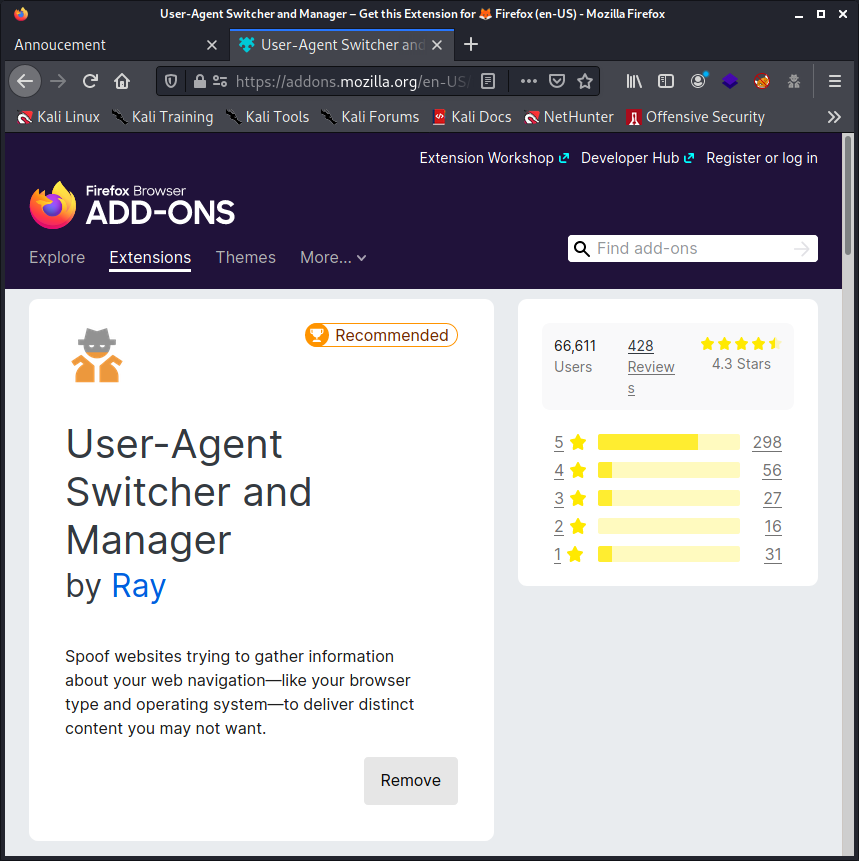 User-Agent Switcher and Manager – Get this Extension for 🦊 Firefox (en-US) - Mozilla Firefox
Annoucement
User-Agent Switcher and
https://addons.mozilla.org/en-US/
Kali Linux
Kali Training
Kali Tools
Kali Forums
Kali Docs
NetHunter
Offensive Security
Extension Workshop
Developer Hub
Register or log in
Firefox Browser
ADD-ONS
Explore
Extensions
Themes
More...
Find add-ons
Recommended
User-Agent
Switcher and
Manager
by Ray
Spoof websites trying to gather information
about your web navigation—like your browser
type and operating system—to deliver distinct
content you may not want.
Remove
66,611
Users
428
Review
s
4.3 Stars
5 298
4 56
3 27
2 16
1 31